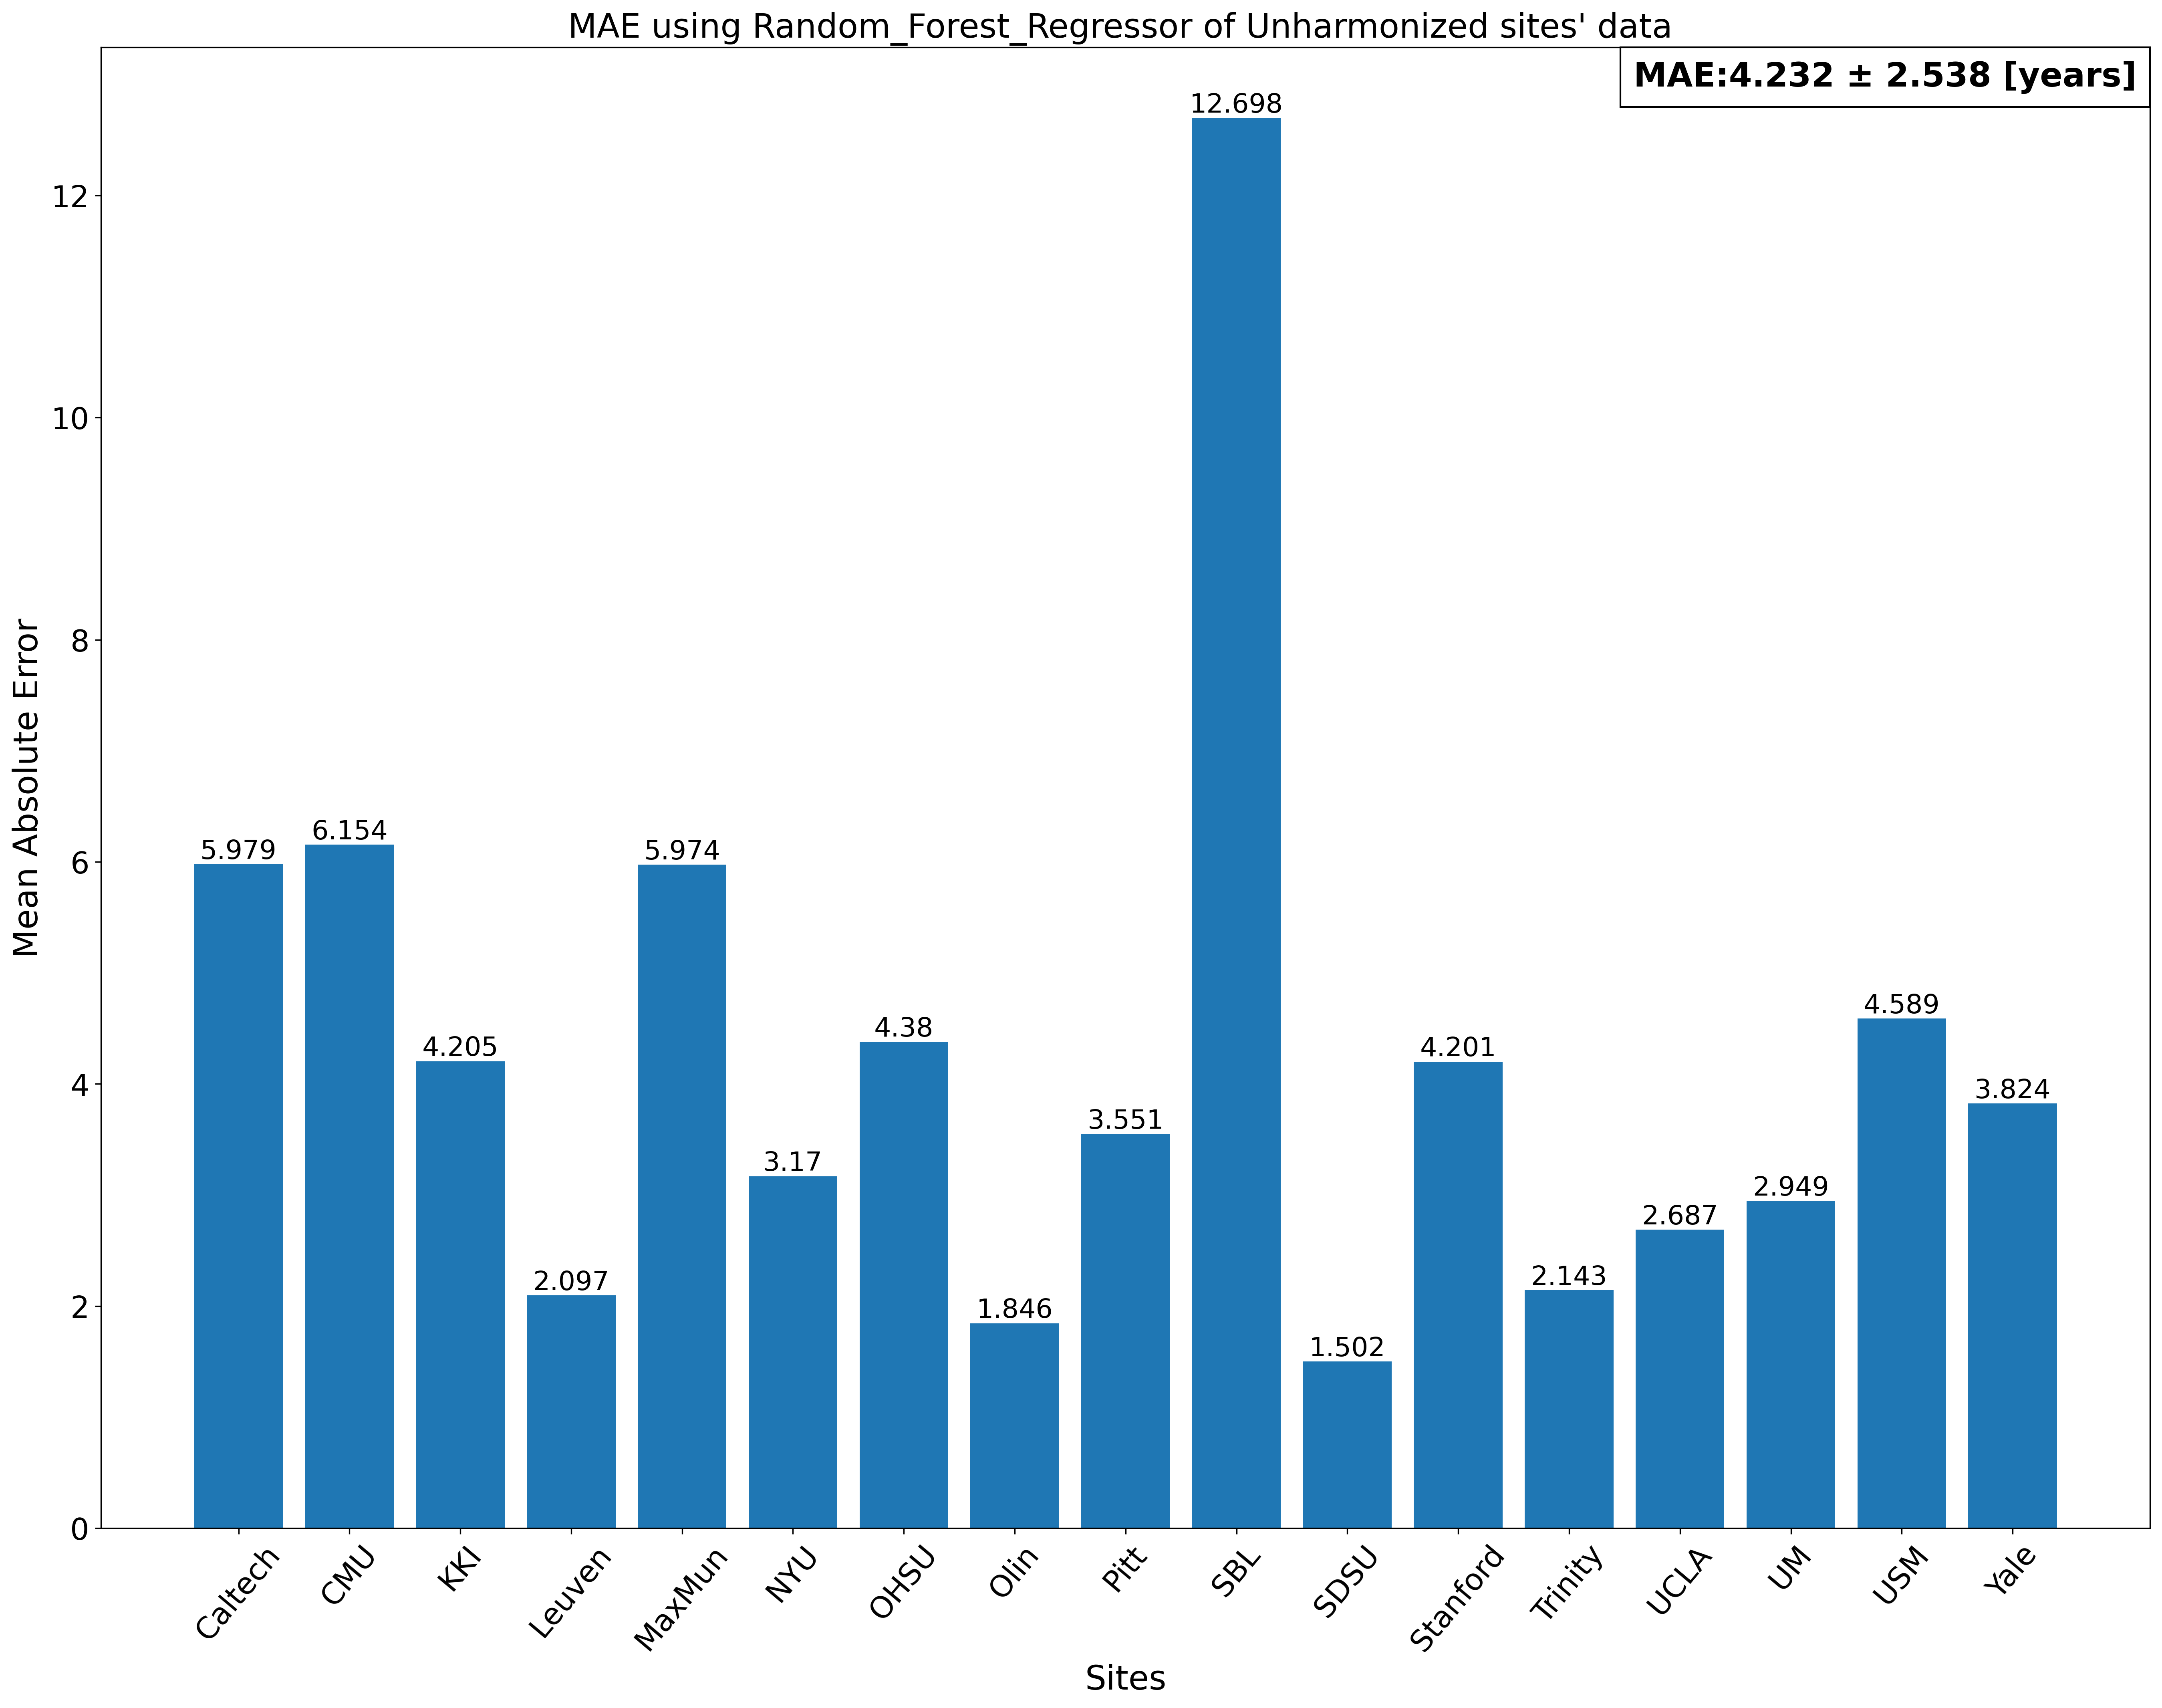 MAE using Random_Forest_Regressor of Unharmonized sites' data
MAE:4.232 ± 2.538 [years]
Mean Absolute Error
12
10
8
6
4
2
0
5.979
6.154
4.205
2.097
5.974
3.17
4.38
1.846
3.551
12.698
1.502
4.201
2.143
2.687
2.949
4.589
3.824
Caltech
CMU
KKI
Leuven
MaxMun
NYU
OHSU
Olin
Pitt
SBL
SDSU
Stanford
Trinity
UCLA
UM
USM
Yale
Sites